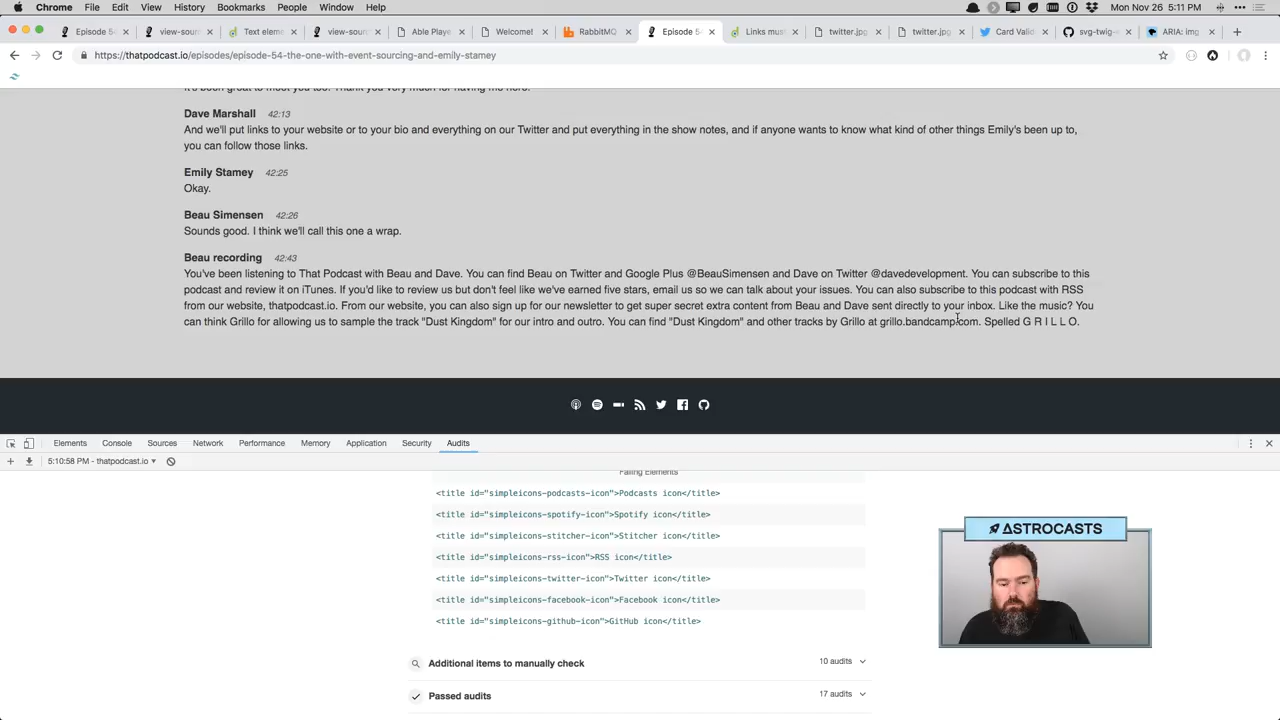 Chrome File Edit View History Bookmarks People Window Help Mon Nov 26 5:11 PM
Episode 5 view-sour Text elem view-sour Able Playe Welcome! RabbitMQ Episode 54 Links mus twitter.jpg twitter.jpg Card Valid svg-twig- ARIA: img
https://thatpodcast.io/episodes/episode-54-the-one-with-event-sourcing-and-emily-stamey
It's been great to meet you too. Thank you very much for having me here.
Dave Marshall 42:13
And we'll put links to your website or to your bio and everything on our Twitter and put everything in the show notes, and if anyone wants to know what kind of other things Emily's been up to,
you can follow those links.
Emily Stamey 42:25
Okay.
Beau Simensen 42:26
Sounds good. I think we'll call this one a wrap.
Beau recording 42:43
You've been listening to That Podcast with Beau and Dave. You can find Beau on Twitter and Google Plus @BeauSimensen and Dave on Twitter @davedevelopment. You can subscribe to this
podcast and review it on iTunes. If you'd like to review us but don't feel like we've earned five stars, email us so we can talk about your issues. You can also subscribe to this podcast with RSS
from our website, thatpodcast.io. From our website, you can also sign up for our newsletter to get super secret extra content from Beau and Dave sent directly to your inbox. Like the music? You
can think Grillo for allowing us to sample the track "Dust Kingdom" for our intro and outro. You can find "Dust Kingdom" and other tracks by Grillo at grillo.bandcamp.com. Spelled G R I L L O.
Elements Console Sources Network Performance Memory Application Security Audits
5:10:58 PM - thatpodcast.io
Failing Elements
<title id="simpleicons-podcasts-icon">Podcasts icon</title>
<title id="simpleicons-spotify-icon">Spotify icon</title>
<title id="simpleicons-stitcher-icon">Stitcher icon</title>
<title id="simpleicons-rss-icon">RSS icon</title>
<title id="simpleicons-twitter-icon">Twitter icon</title>
<title id="simpleicons-facebook-icon">Facebook icon</title>
<title id="simpleicons-github-icon">GitHub icon</title>
Additional items to manually check 10 audits
Passed audits 17 audits
ASTROCASTS